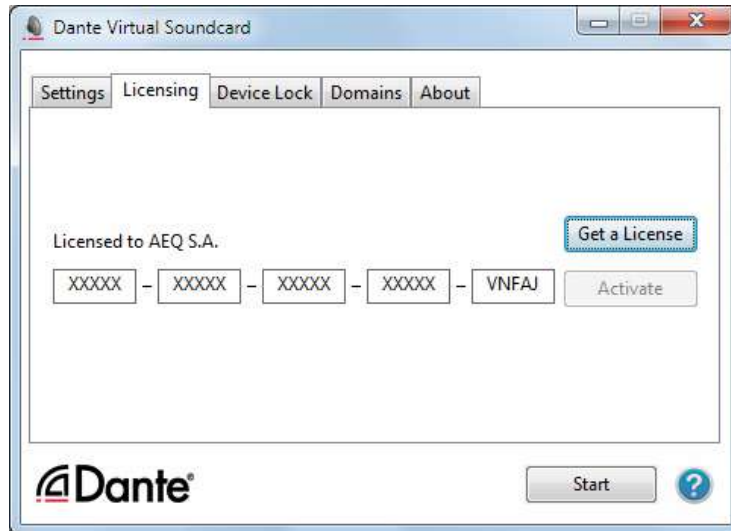 Dante Virtual Soundcard
Settings Licensing Device Lock Domains About
Licensed to AEQ S.A.
Get a License
XXXXX – XXXXX – XXXXX – XXXXX – VNFAJ
Activate
Dante®
Start
?